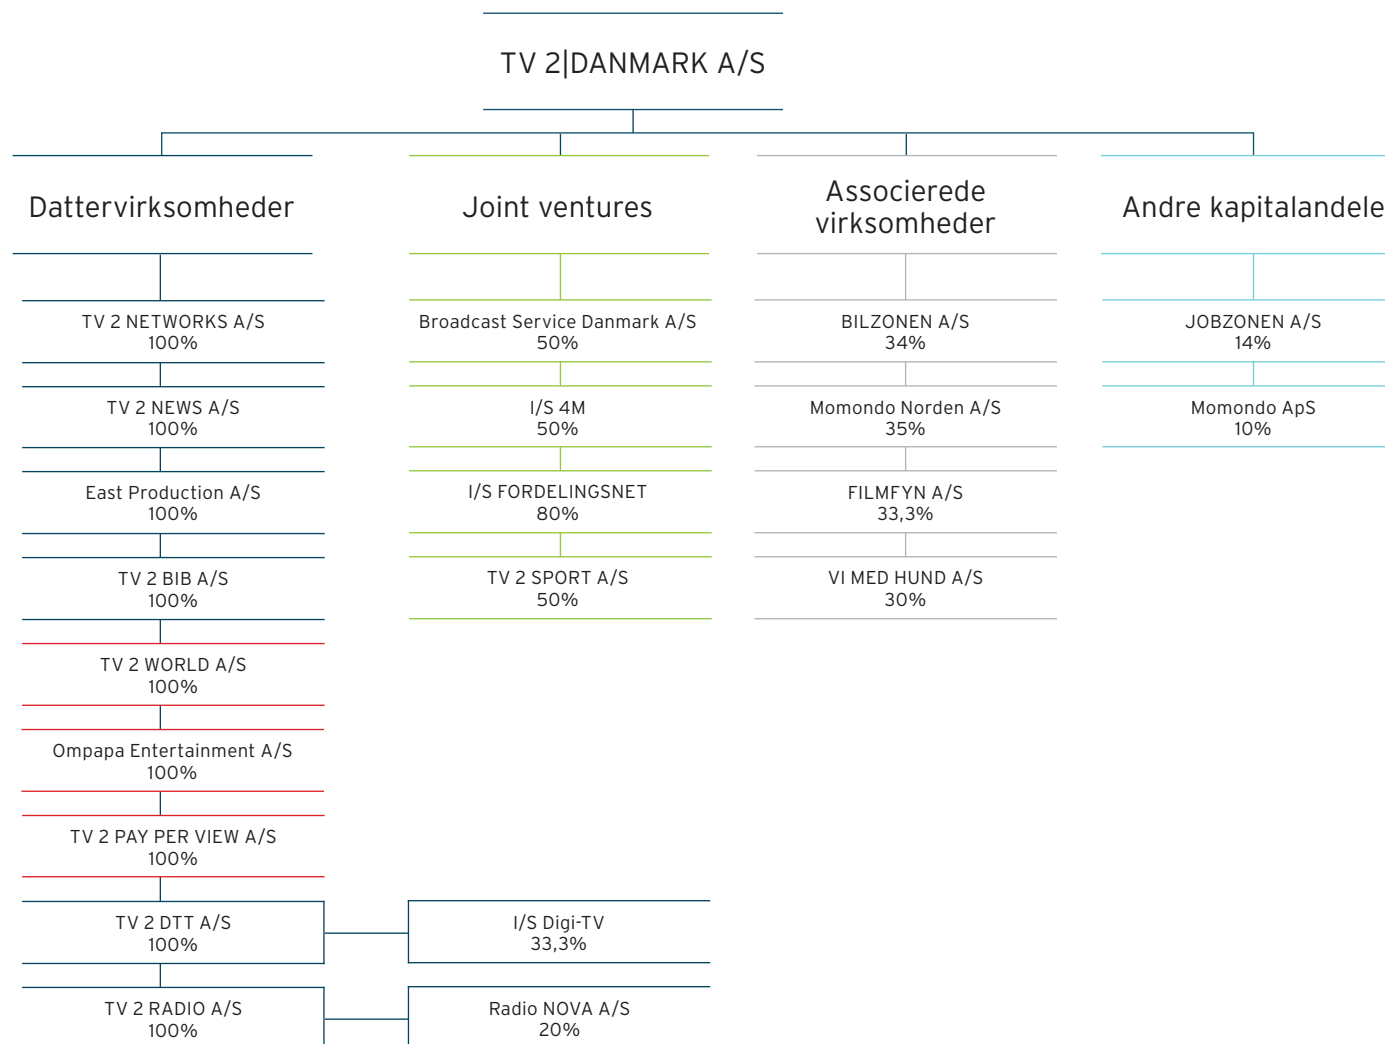 TV 2|DANMARK A/S
Dattervirksomheder
TV 2 NETWORKS A/S
100%
TV 2 NEWS A/S
100%
East Production A/S
100%
TV 2 BIB A/S
100%
TV 2 WORLD A/S
100%
Ompapa Entertainment A/S
100%
TV 2 PAY PER VIEW A/S
100%
TV 2 DTT A/S
100%
I/S Digi-TV
33,3%
TV 2 RADIO A/S
100%
Radio NOVA A/S
20%
Joint ventures
Broadcast Service Danmark A/S
50%
I/S 4M
50%
I/S FORDELINGSNET
80%
TV 2 SPORT A/S
50%
Associerede
virksomheder
BILZONEN A/S
34%
Momondo Norden A/S
35%
FILMFYN A/S
33,3%
VI MED HUND A/S
30%
Andre kapitalandele
JOBZONEN A/S
14%
Momondo ApS
10%